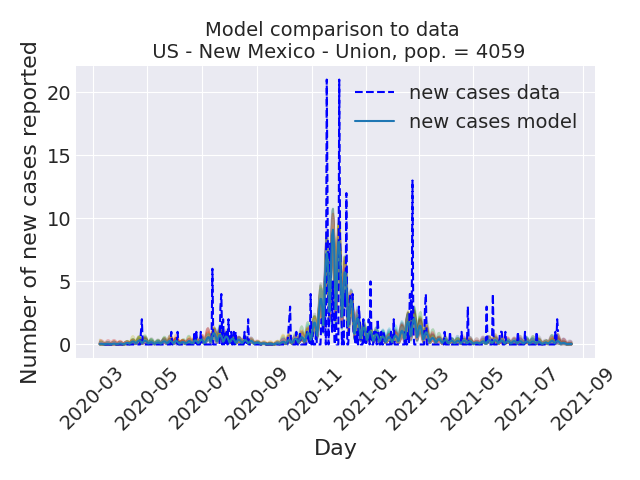 Model comparison to data
US - New Mexico - Union, pop. = 4059
Number of new cases reported
20
15
10
5
0
new cases data
new cases model
2020-03
2020-05
2020-07
2020-09
2020-11
2021-01
2021-03
2021-05
2021-07
2021-09
Day